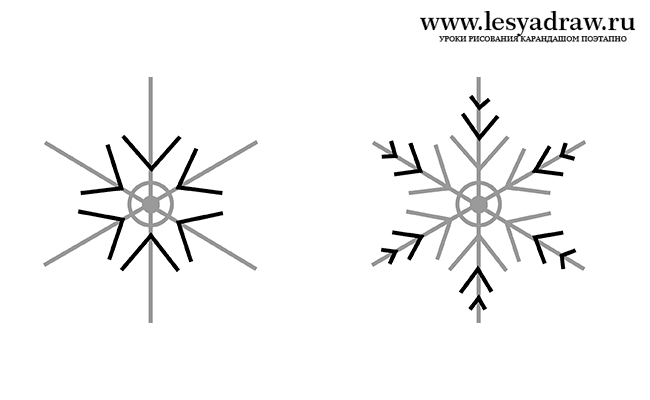 www.lesyadraw.ru
УРОКИ РИСОВАНИЯ КАРАНДАШОМ ПОЭТАПНО